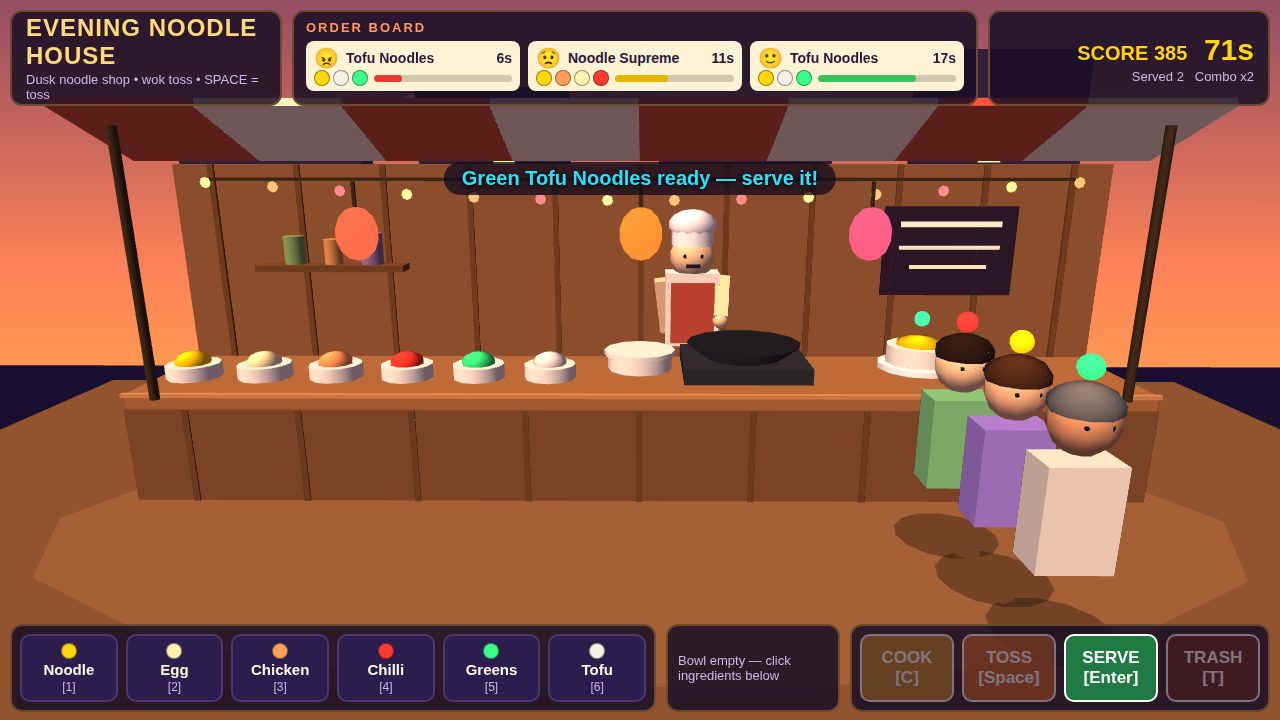 EVENING NOODLE
HOUSE
Dusk noodle shop • wok toss • SPACE =
toss
ORDER BOARD
Tofu Noodles 6s
Noodle Supreme 11s
Tofu Noodles 17s
SCORE 385 71s
Served 2 Combo x2
Green Tofu Noodles ready — serve it!
Noodle
[1]
Egg
[2]
Chicken
[3]
Chilli
[4]
Greens
[5]
Tofu
[6]
Bowl empty — click
ingredients below
COOK
[C]
TOSS
[Space]
SERVE
[Enter]
TRASH
[T]